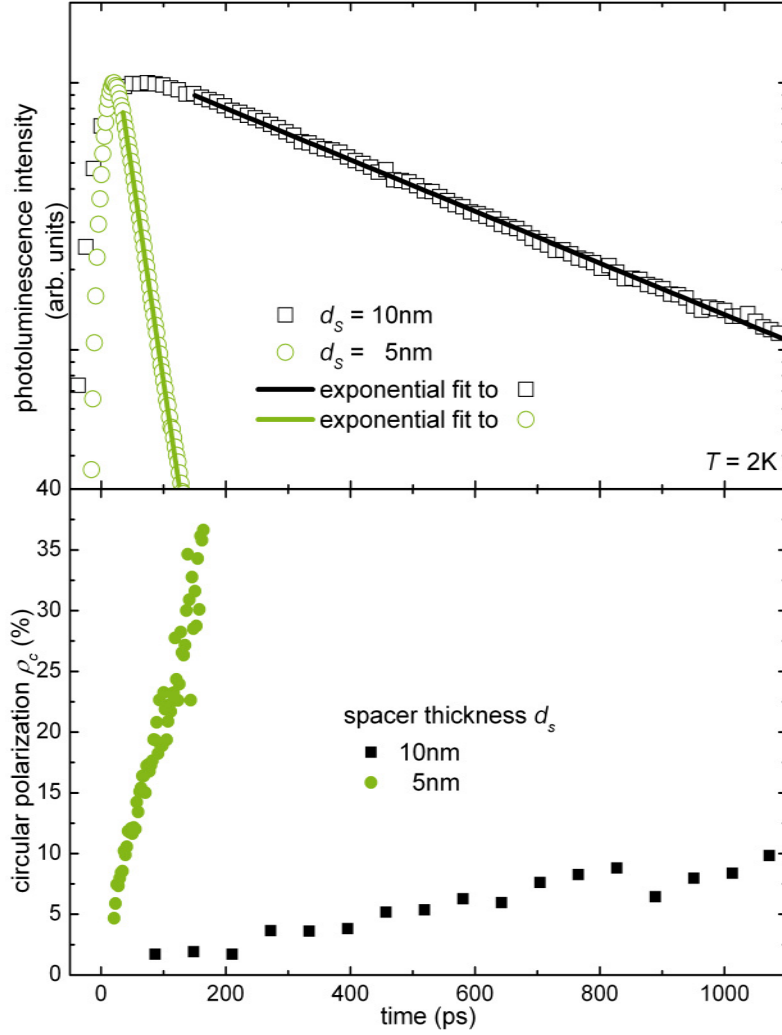 photoluminescence intensity
(arb. units)
d_s = 10nm
d_s = 5nm
exponential fit to
exponential fit to
T = 2K
40
35
30
25
20
15
10
5
0
circular polarization ρ_c (%)
spacer thickness d_s
10nm
5nm
0 200 400 600 800 1000
time (ps)